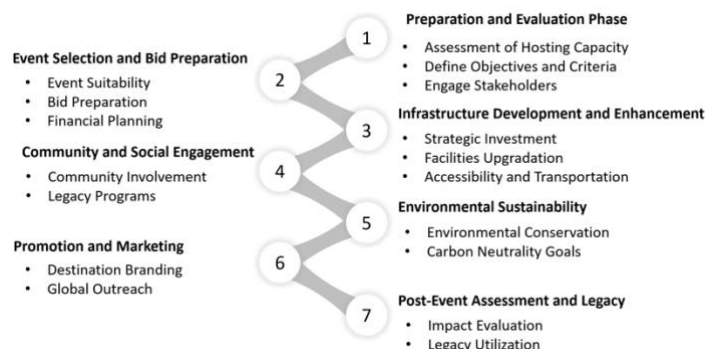 1
Preparation and Evaluation Phase
• Assessment of Hosting Capacity
• Define Objectives and Criteria
• Engage Stakeholders
2
Event Selection and Bid Preparation
• Event Suitability
• Bid Preparation
• Financial Planning
3
Infrastructure Development and Enhancement
• Strategic Investment
• Facilities Upgradation
• Accessibility and Transportation
4
Community and Social Engagement
• Community Involvement
• Legacy Programs
5
Environmental Sustainability
• Environmental Conservation
• Carbon Neutrality Goals
6
Promotion and Marketing
• Destination Branding
• Global Outreach
7
Post-Event Assessment and Legacy
• Impact Evaluation
• Legacy Utilization